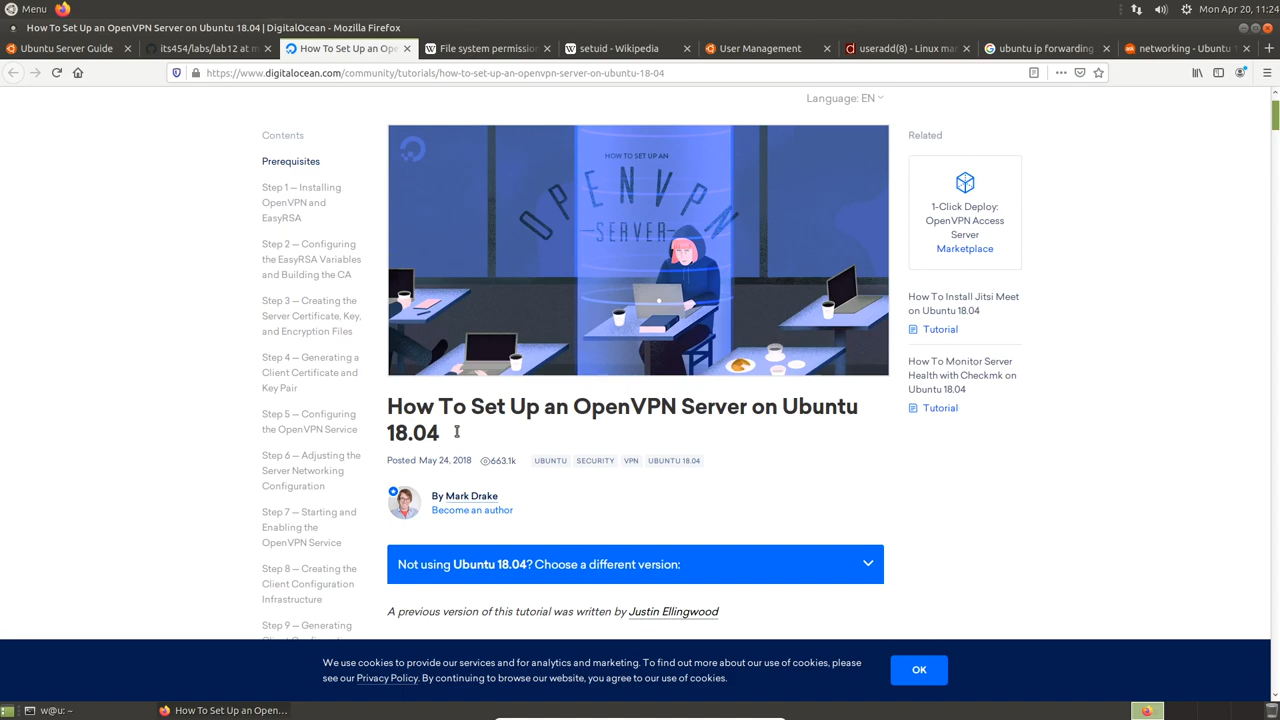 Menu
Mon Apr 20, 11:24
How To Set Up an OpenVPN Server on Ubuntu 18.04 | DigitalOcean - Mozilla Firefox
Ubuntu Server Guide
its454/labs/lab12 at m
How To Set Up an Ope
File system permission
setuid - Wikipedia
User Management
useradd(8) - Linux mar
ubuntu ip forwarding
networking - Ubuntu 1
https://www.digitalocean.com/community/tutorials/how-to-set-up-an-openvpn-server-on-ubuntu-18-04
Language: EN
Contents
Prerequisites
Step 1 — Installing
OpenVPN and
EasyRSA
Step 2 — Configuring
the EasyRSA Variables
and Building the CA
Step 3 — Creating the
Server Certificate, Key,
and Encryption Files
Step 4 — Generating a
Client Certificate and
Key Pair
Step 5 — Configuring
the OpenVPN Service
Step 6 — Adjusting the
Server Networking
Configuration
Step 7 — Starting and
Enabling the
OpenVPN Service
Step 8 — Creating the
Client Configuration
Infrastructure
Step 9 — Generating
HOW TO SET UP AN
OPENVPN
SERVER
How To Set Up an OpenVPN Server on Ubuntu
18.04
Posted May 24, 2018 663.1k UBUNTU SECURITY VPN UBUNTU 18.04
By Mark Drake
Become an author
Not using Ubuntu 18.04? Choose a different version:
A previous version of this tutorial was written by Justin Ellingwood
Related
1-Click Deploy:
OpenVPN Access
Server
Marketplace
How To Install Jitsi Meet
on Ubuntu 18.04
Tutorial
How To Monitor Server
Health with Checkmk on
Ubuntu 18.04
Tutorial
We use cookies to provide our services and for analytics and marketing. To find out more about our use of cookies, please
see our Privacy Policy. By continuing to browse our website, you agree to our use of cookies.
OK
w@u: ~
How To Set Up an Open...